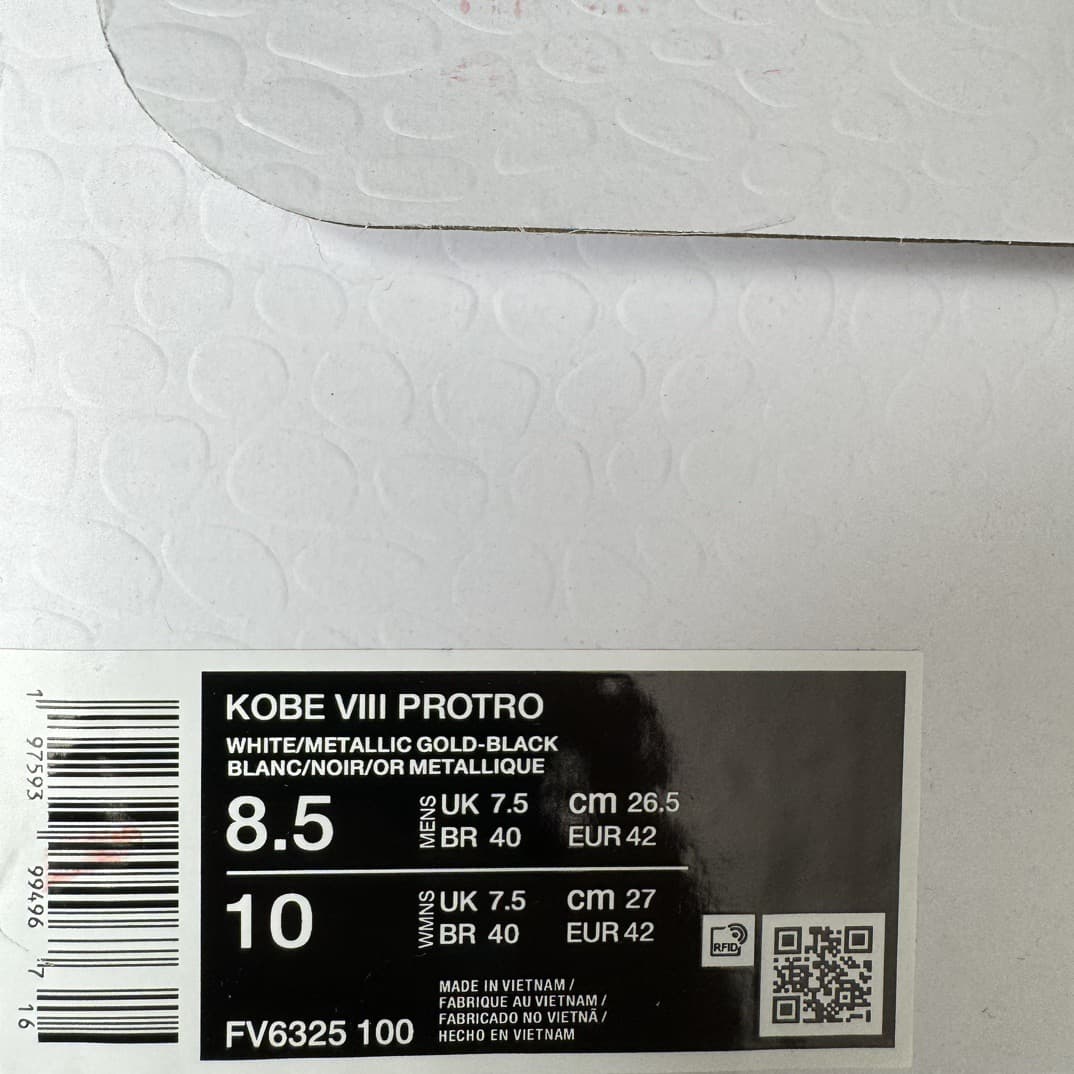 KOBE VIII PROTRO
WHITE/METALLIC GOLD-BLACK
BLANC/NOIR/OR METALLIQUE
8.5
MENS
UK 7.5 cm 26.5
BR 40 EUR 42
10
WMNS
UK 7.5 cm 27
BR 40 EUR 42
MADE IN VIETNAM /
FABRIQUE AU VIETNAM /
FABRICADO NO VIETNÃ /
HECHO EN VIETNAM
FV6325 100
RFID
1 97593 99496 7 16